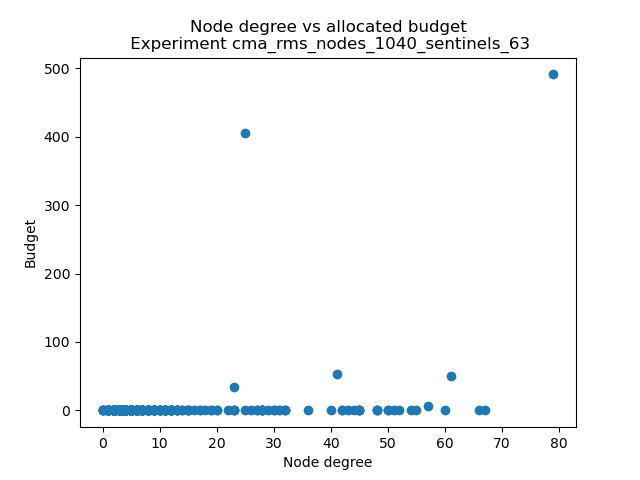 Node degree vs allocated budget
Experiment cma_rms_nodes_1040_sentinels_63
500
400
300
200
100
0
Budget
0 10 20 30 40 50 60 70 80
Node degree